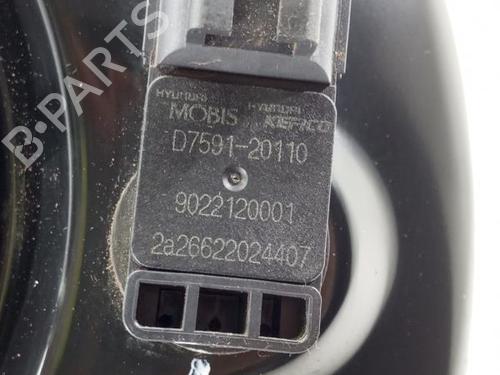 B-PARTS
HYUNDAI HYUNDAI
MOBIS KEFICO
D7591-20110
9022120001
2a26622024407